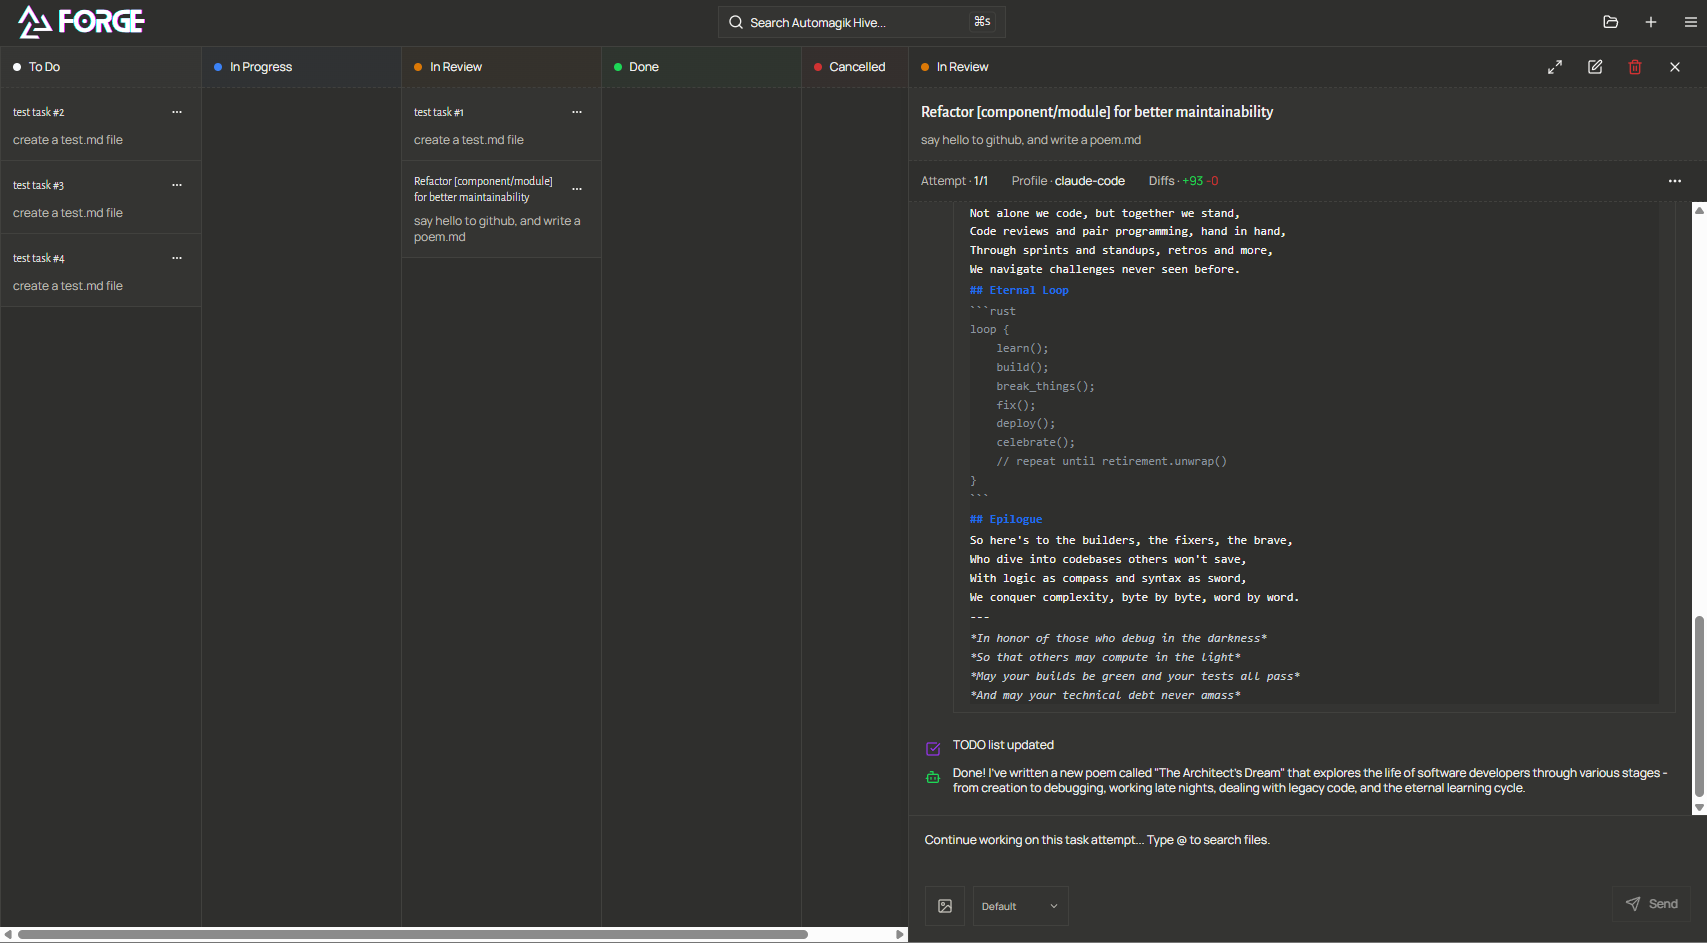 FORGE
Search Automagik Hive...
⌘s
To Do
In Progress
In Review
Done
Cancelled
test task #2
create a test.md file
test task #3
create a test.md file
test task #4
create a test.md file
test task #1
create a test.md file
Refactor [component/module]
for better maintainability
say hello to github, and write a
poem.md
In Review
Refactor [component/module] for better maintainability
say hello to github, and write a poem.md
Attempt · 1/1 Profile · claude-code Diffs · +93 -0
Not alone we code, but together we stand,
Code reviews and pair programming, hand in hand,
Through sprints and standups, retros and more,
We navigate challenges never seen before.
## Eternal Loop
```rust
loop {
    learn();
    build();
    break_things();
    fix();
    deploy();
    celebrate();
    // repeat until retirement.unwrap()
}
```
## Epilogue
So here's to the builders, the fixers, the brave,
Who dive into codebases others won't save,
With logic as compass and syntax as sword,
We conquer complexity, byte by byte, word by word.
---
*In honor of those who debug in the darkness*
*So that others may compute in the light*
*May your builds be green and your tests all pass*
*And may your technical debt never amass*
TODO list updated
Done! I've written a new poem called "The Architect's Dream" that explores the life of software developers through various stages -
from creation to debugging, working late nights, dealing with legacy code, and the eternal learning cycle.
Continue working on this task attempt... Type @ to search files.
Default
Send